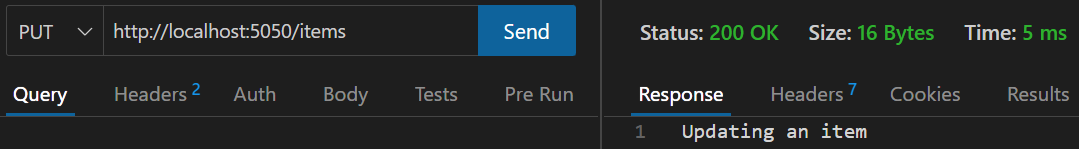 PUT http://localhost:5050/items Send
Query Headers 2 Auth Body Tests Pre Run
Status: 200 OK Size: 16 Bytes Time: 5 ms
Response Headers 7 Cookies Results
1 Updating an item